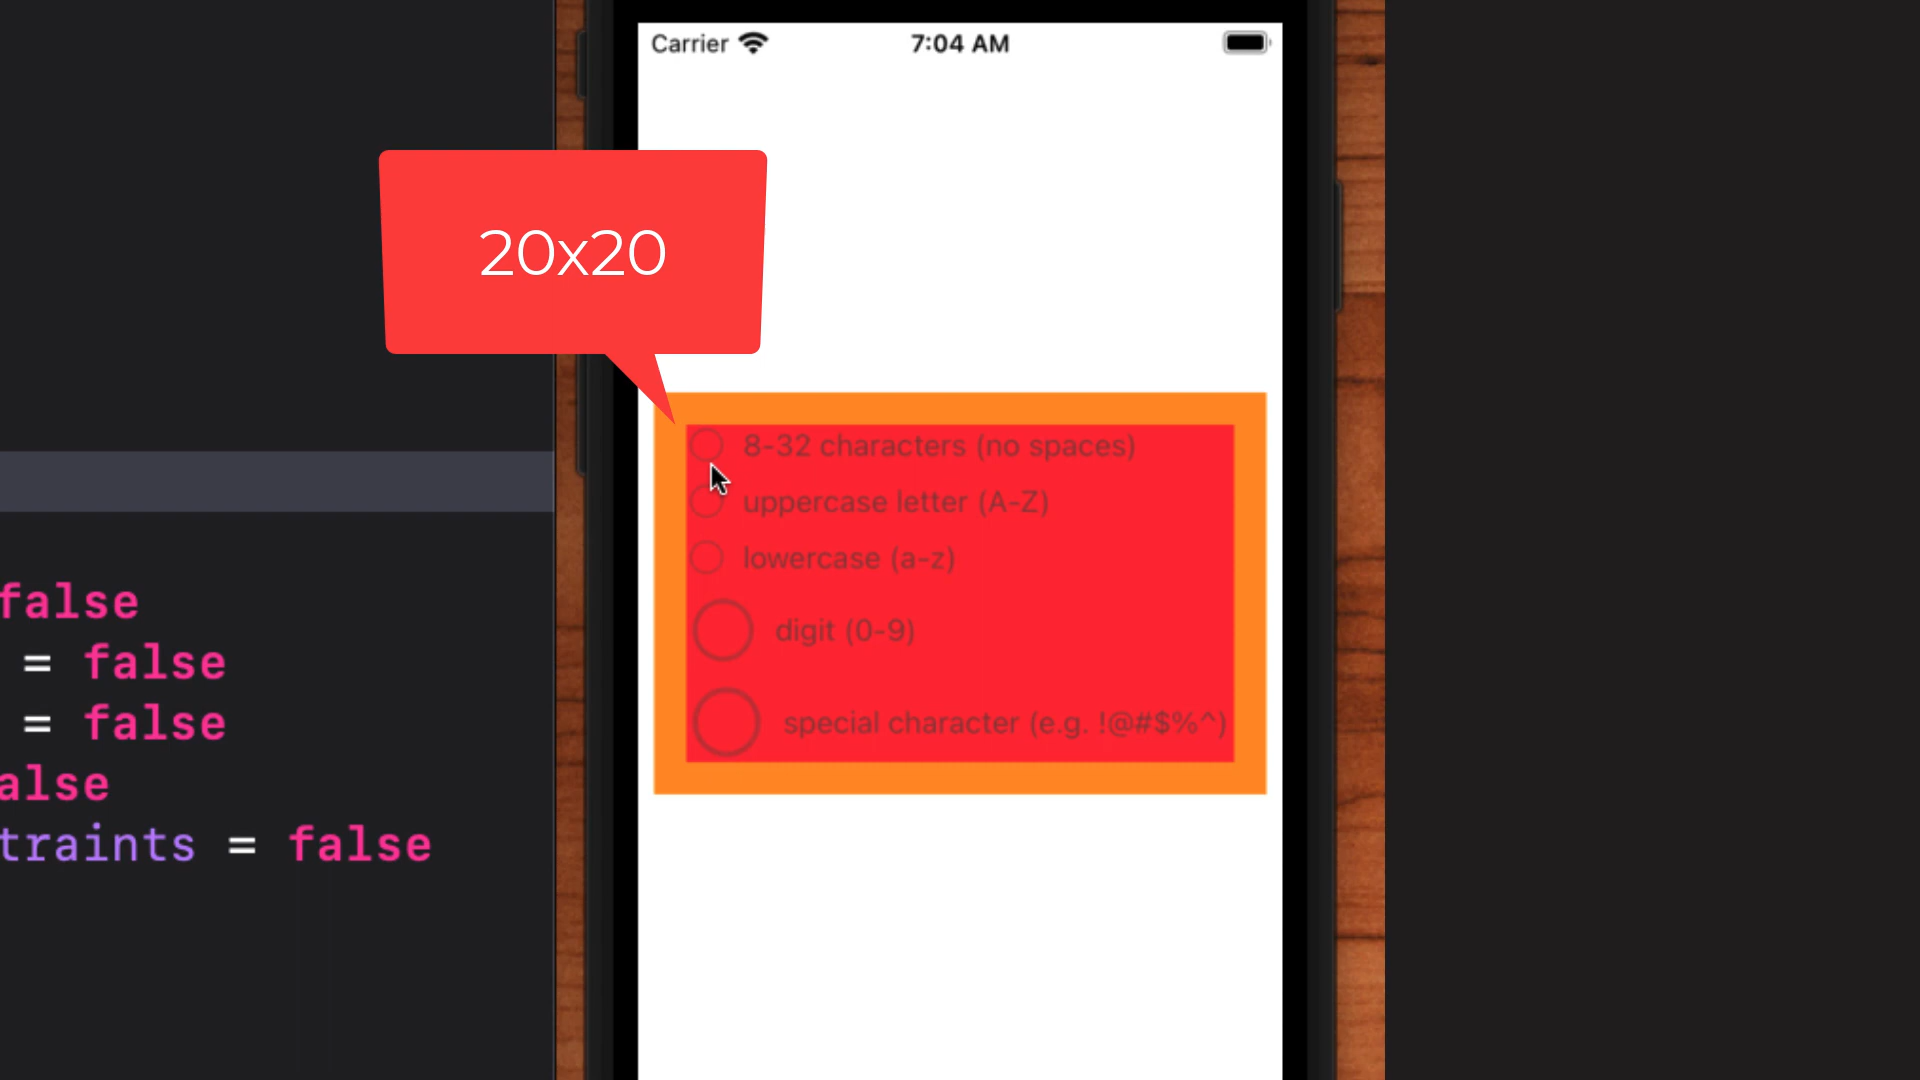 Carrier 7:04 AM
20x20
8-32 characters (no spaces)
uppercase letter (A-Z)
lowercase (a-z)
digit (0-9)
special character (e.g. !@#$%^)
false
= false
= false
alse
traints = false